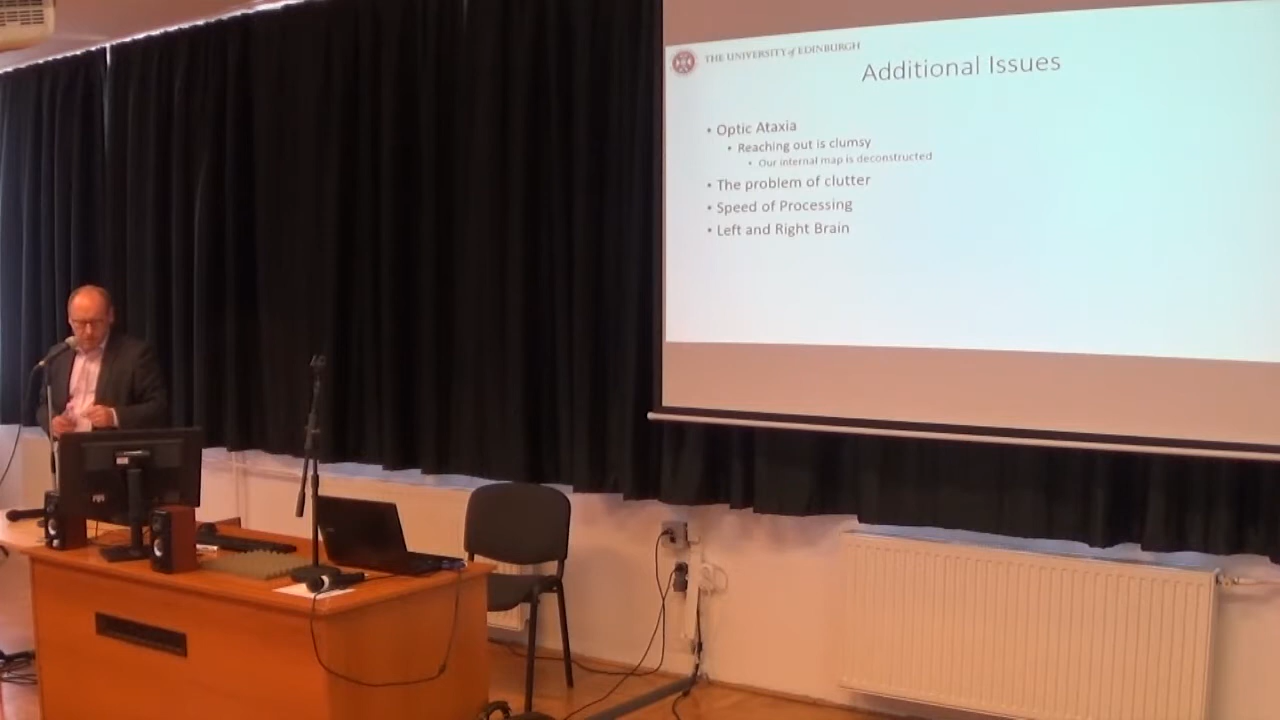 THE UNIVERSITY of EDINBURGH
Additional Issues
• Optic Ataxia
• Reaching out is clumsy
• Our internal map is deconstructed
• The problem of clutter
• Speed of Processing
• Left and Right Brain